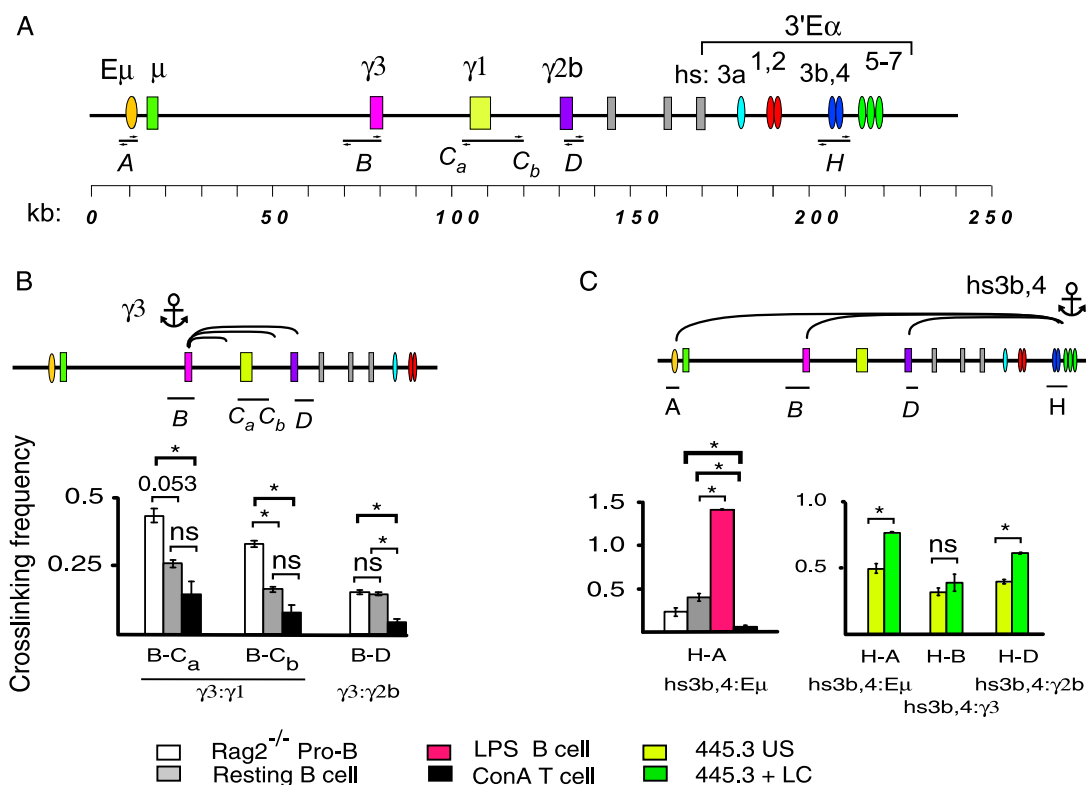 A
3'Eα
Eμ μ γ3 γ1 γ2b hs: 3a 1,2 3b,4 5-7
A B Ca Cb D H
kb: 0 50 100 150 200 250
B
γ3
B Ca Cb D
Crosslinking frequency
0.5
0.25
* 0.053 ns
* * ns
* ns *
B-Ca B-Cb B-D
γ3:γ1 γ3:γ2b
C
hs3b,4
A B D H
1.5
1.0
0.5
* * *
H-A
hs3b,4:Eμ
1.0
0.5
* ns *
H-A H-B H-D
hs3b,4:Eμ hs3b,4:γ3 hs3b,4:γ2b
Rag2-/- Pro-B LPS B cell 445.3 US
Resting B cell ConA T cell 445.3 + LC